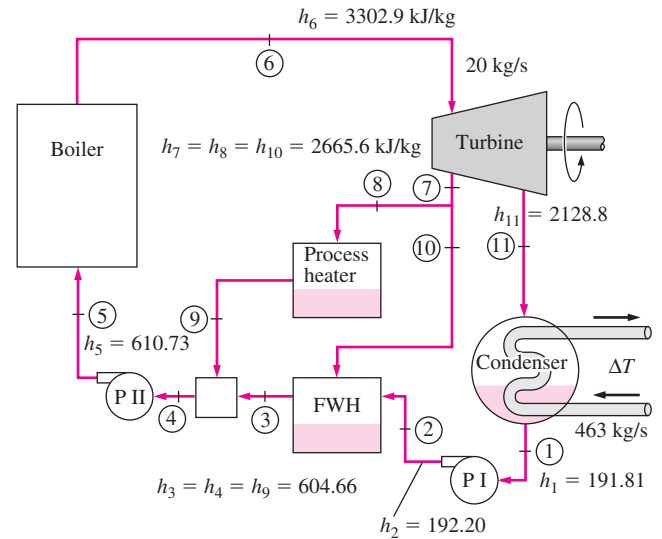 h6 = 3302.9 kJ/kg
6
20 kg/s
Boiler
h7 = h8 = h10 = 2665.6 kJ/kg
Turbine
8
7
h11 = 2128.8
10
11
Process
heater
9
5
h5 = 610.73
Condenser
ΔT
P II
4
3
FWH
2
463 kg/s
1
P I
h1 = 191.81
h3 = h4 = h9 = 604.66
h2 = 192.20